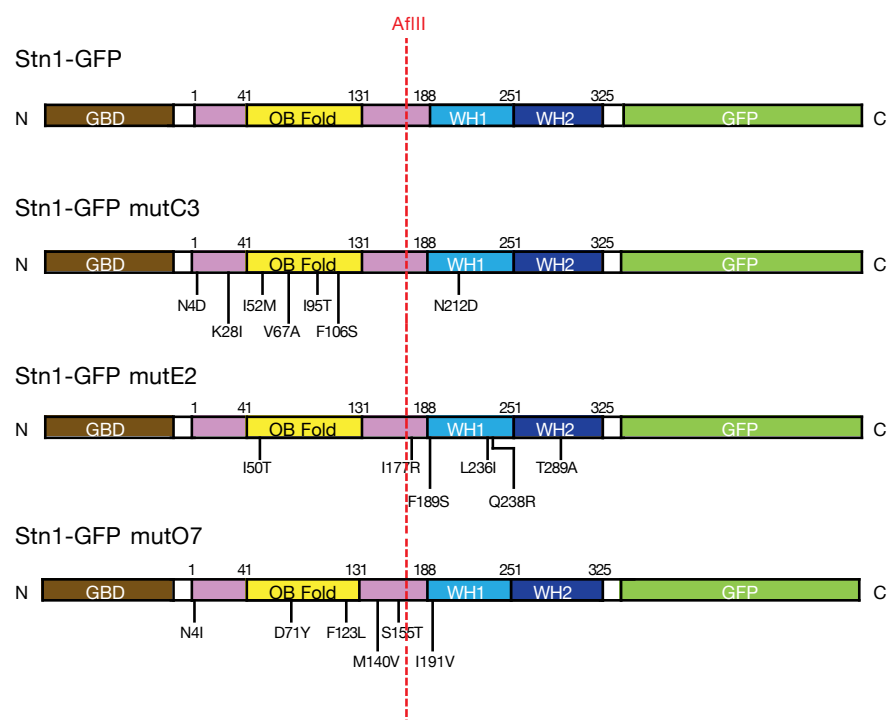 AflII
Stn1-GFP
1 41 131 188 251 325
N GBD OB Fold WH1 WH2 GFP C
Stn1-GFP mutC3
1 41 131 188 251 325
N GBD OB Fold WH1 WH2 GFP C
N4D I52M I95T N212D
K28I V67A F106S
Stn1-GFP mutE2
1 41 131 188 251 325
N GBD OB Fold WH1 WH2 GFP C
I50T I177R L236I T289A
F189S Q238R
Stn1-GFP mutO7
1 41 131 188 251 325
N GBD OB Fold WH1 WH2 GFP C
N4I D71Y F123L S155T
M140V I191V